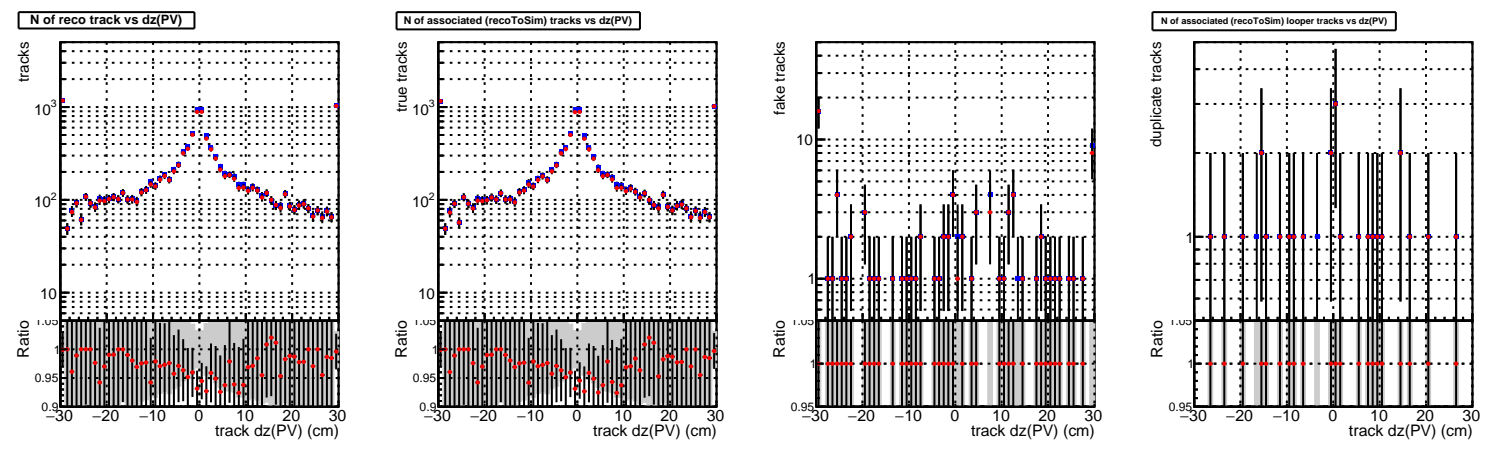 N of reco track vs dz(PV)
tracks
10³
10²
10
Ratio
1.05
1
0.95
0.9
−30 −20 −10 0 10 20 30
track dz(PV) (cm)
N of associated (recoToSim) tracks vs dz(PV)
true tracks
10³
10²
10
Ratio
1.05
1
0.95
0.9
−30 −20 −10 0 10 20 30
track dz(PV) (cm)
fake tracks
10
1
Ratio
1.05
1
0.95
−30 −20 −10 0 10 20 30
track dz(PV) (cm)
N of associated (recoToSim) looper tracks vs dz(PV)
duplicate tracks
1
Ratio
1.05
1
0.95
−30 −20 −10 0 10 20 30
track dz(PV) (cm)